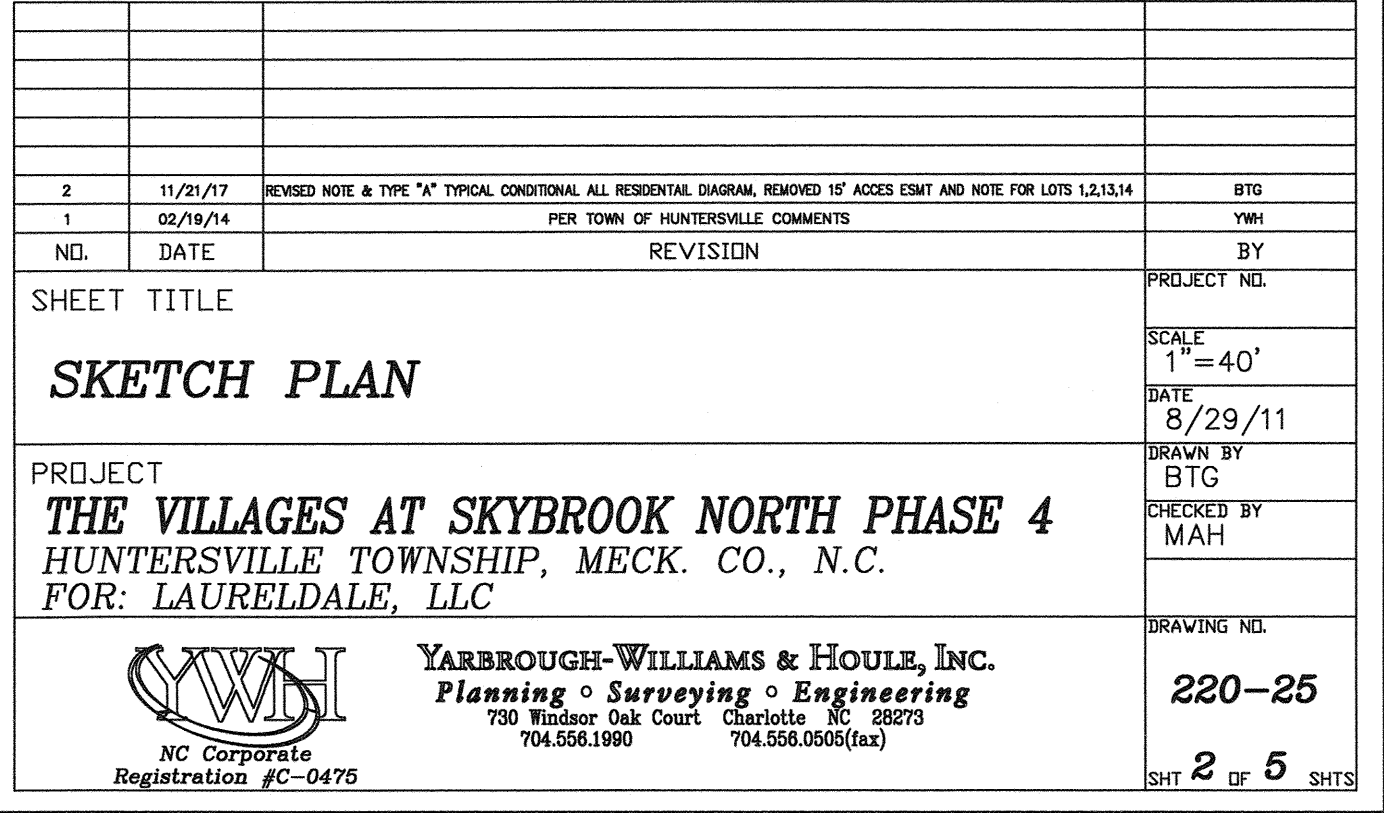 2 11/21/17 REVISED NOTE & TYPE "A" TYPICAL CONDITIONAL ALL RESIDENTAIL DIAGRAM, REMOVED 15' ACCES ESMT AND NOTE FOR LOTS 1,2,13,14 BTG
1 02/19/14 PER TOWN OF HUNTERSVILLE COMMENTS YWH
NO. DATE REVISION BY
SHEET TITLE
SKETCH PLAN
PROJECT NO.
SCALE
1"=40'
DATE
8/29/11
PROJECT
THE VILLAGES AT SKYBROOK NORTH PHASE 4
HUNTERSVILLE TOWNSHIP, MECK. CO., N.C.
FOR: LAURELDALE, LLC
DRAWN BY
BTG
CHECKED BY
MAH
YWH
NC Corporate
Registration #C-0475
YARBROUGH-WILLIAMS & HOULE, INC.
Planning ○ Surveying ○ Engineering
730 Windsor Oak Court Charlotte NC 28273
704.556.1990 704.556.0505(fax)
DRAWING NO.
220-25
SHT 2 OF 5 SHTS